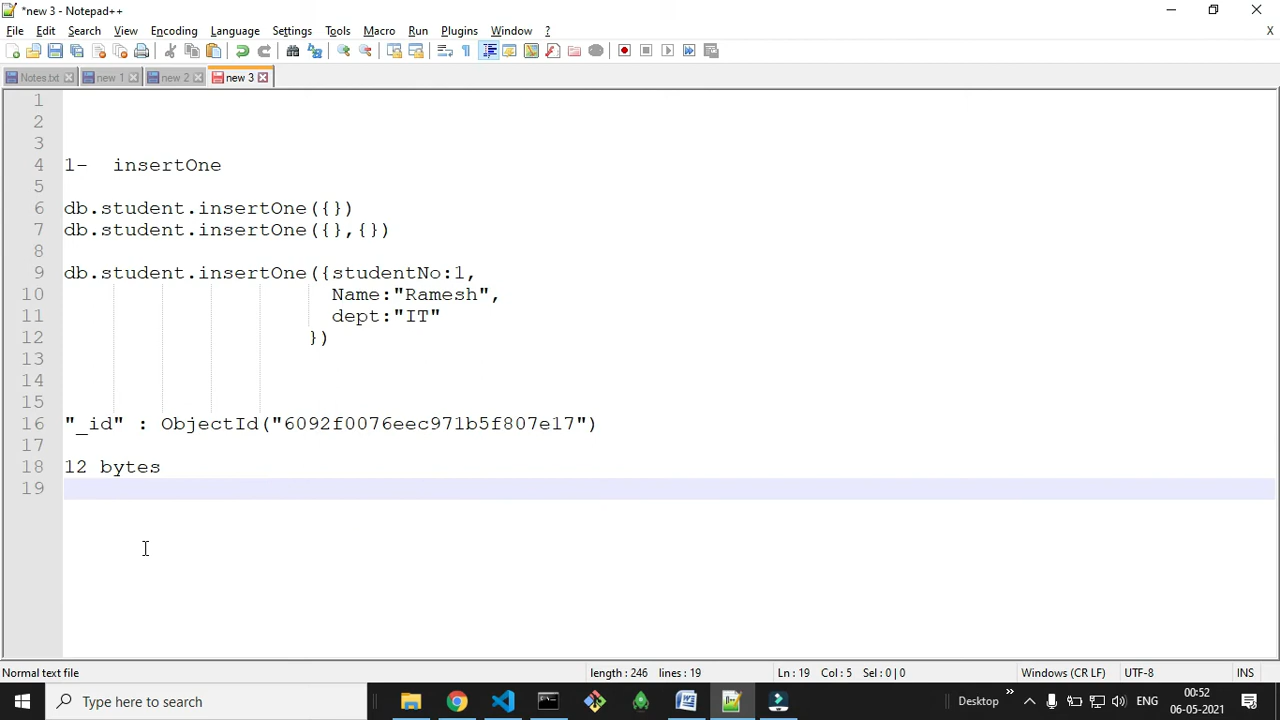 *new 3 - Notepad++
File Edit Search View Encoding Language Settings Tools Macro Run Plugins Window ? X
Notes.txt new 1 new 2 new 3
1
2
3
4 1- insertOne
5
6 db.student.insertOne({})
7 db.student.insertOne({},{})
8
9 db.student.insertOne({studentNo:1,
10 Name:"Ramesh",
11 dept:"IT"
12 })
13
14
15
16 "_id" : ObjectId("6092f0076eec971b5f807e17")
17
18 12 bytes
19
Normal text file length : 246 lines : 19 Ln : 19 Col : 5 Sel : 0 | 0 Windows (CR LF) UTF-8 INS
Type here to search Desktop ENG 00:52
06-05-2021